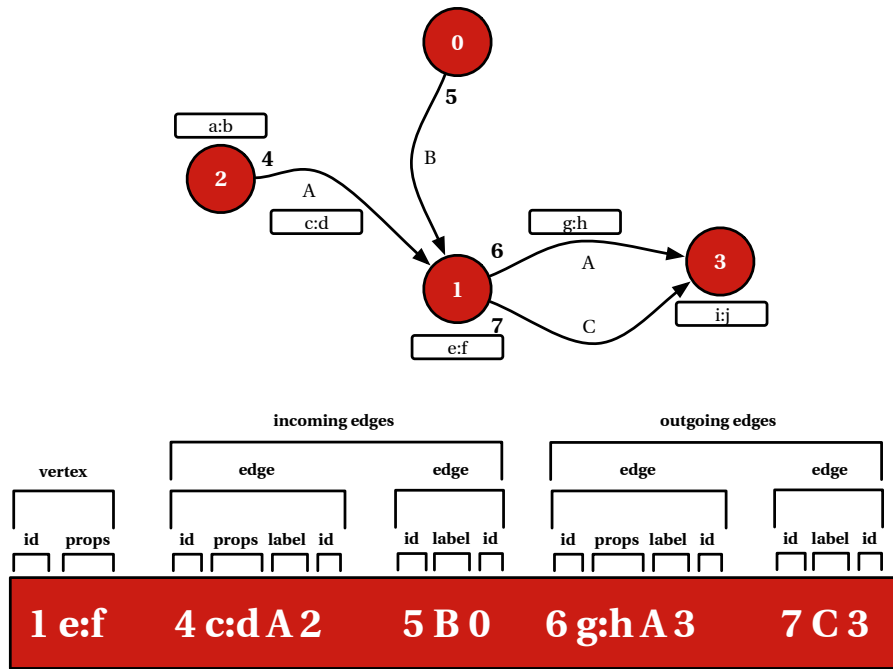 0
5
a:b
4
2
B
A
c:d
g:h
6
A
3
1
7
C
i:j
e:f
incoming edges outgoing edges
vertex edge edge edge edge
id props id props label id id label id id props label id id label id
1 e:f 4 c:d A 2 5 B 0 6 g:h A 3 7 C 3